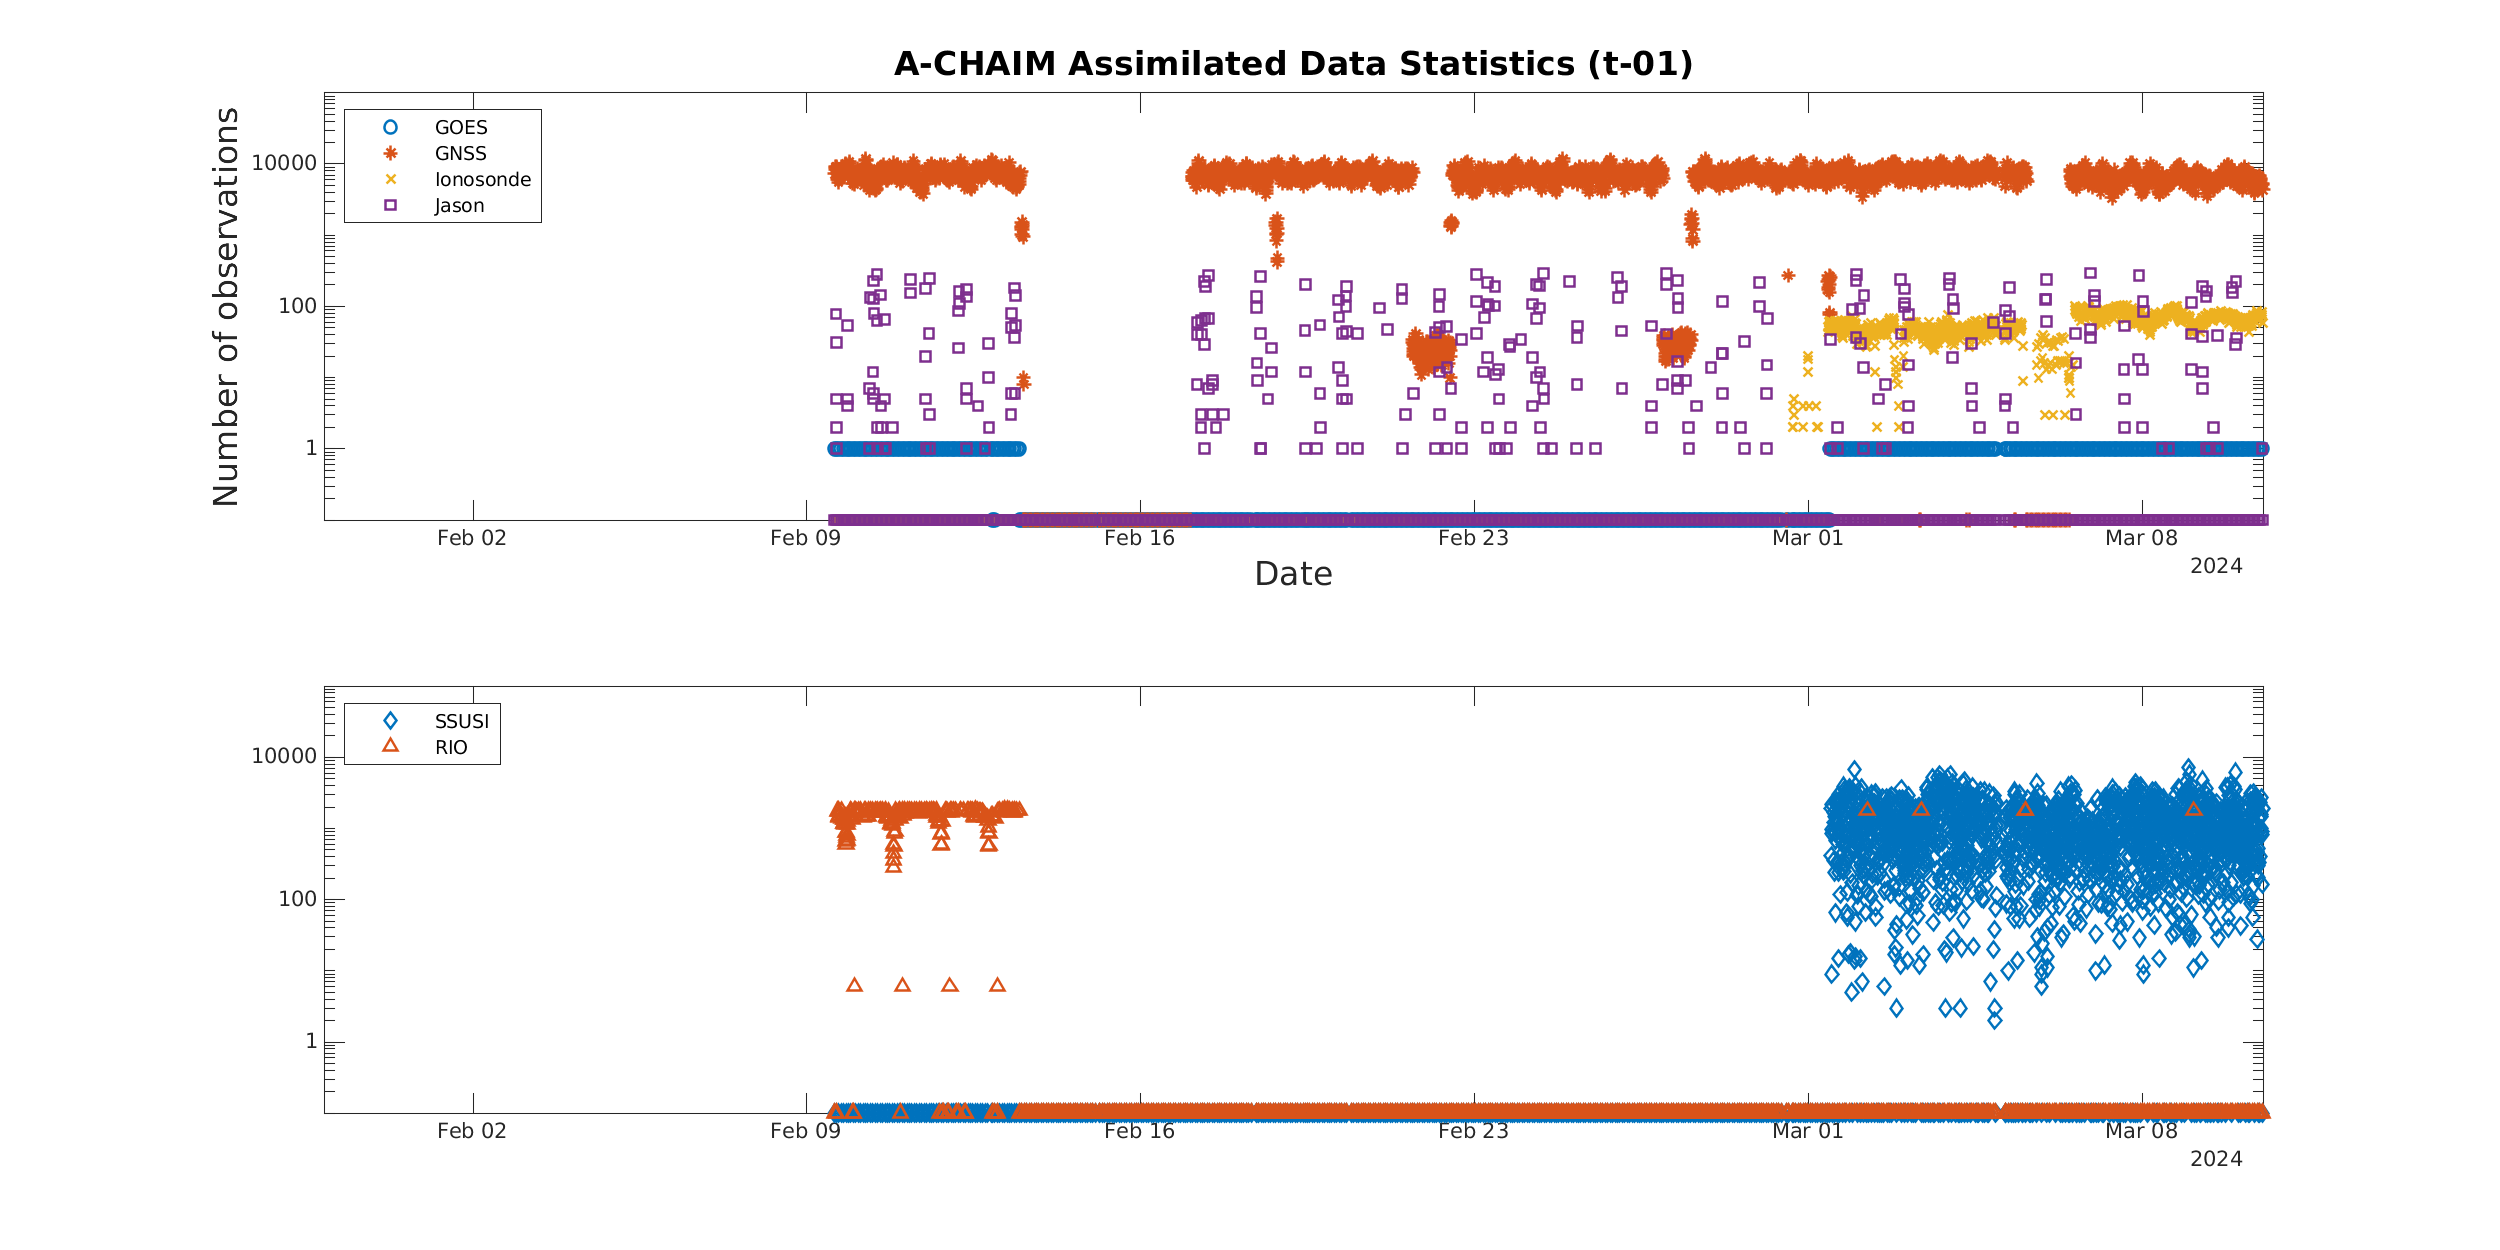 A-CHAIM Assimilated Data Statistics (t-01)
Number of observations
10000
100
1
GOES
GNSS
Ionosonde
Jason
Feb 02
Feb 09
Feb 16
Feb 23
Mar 01
Mar 08
2024
Date
10000
100
1
SSUSI
RIO
Feb 02
Feb 09
Feb 16
Feb 23
Mar 01
Mar 08
2024